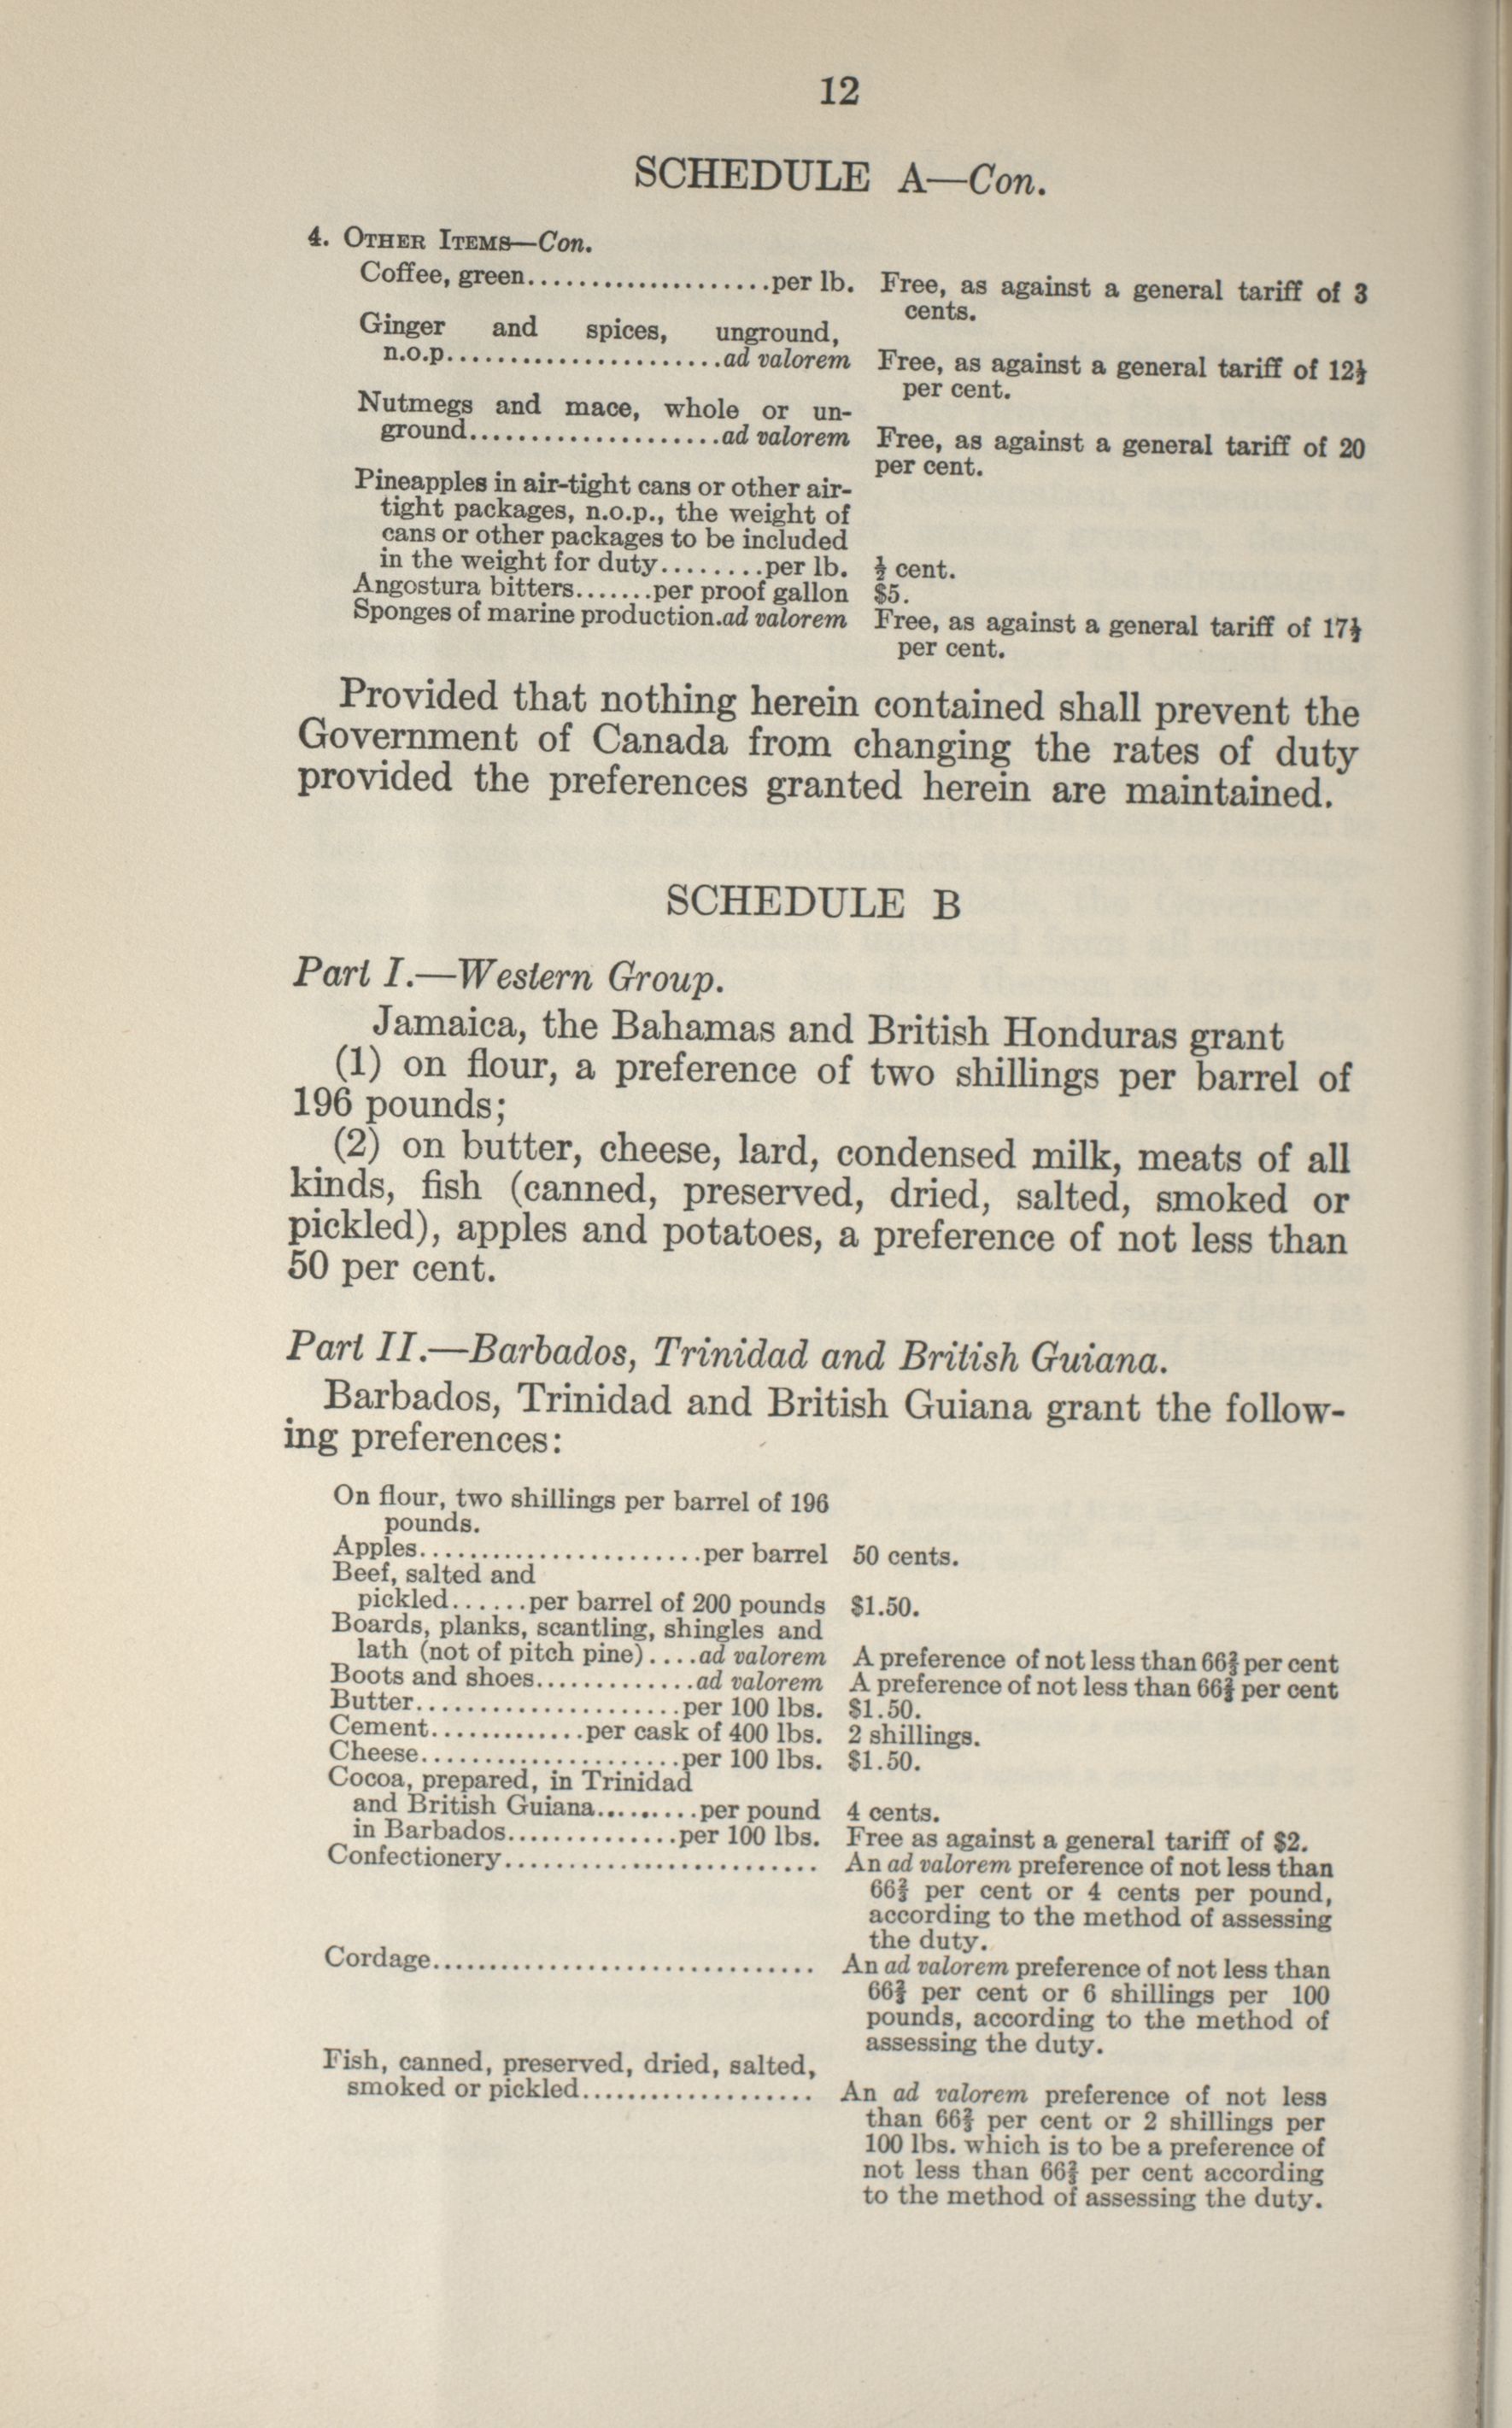 12
SCHEDULE A—Con.
4. OTHER ITEMS—Con.
Coffee, green.....................per lb. Free, as against a general tariff of 3
cents.
Ginger and spices, unground,
n.o.p.......................ad valorem Free, as against a general tariff of 12½
per cent.
Nutmegs and mace, whole or un-
ground.....................ad valorem Free, as against a general tariff of 20
per cent.
Pineapples in air-tight cans or other air-
tight packages, n.o.p., the weight of
cans or other packages to be included
in the weight for duty........per lb. ½ cent.
Angostura bitters.......per proof gallon $5.
Sponges of marine production.ad valorem Free, as against a general tariff of 17½
per cent.
Provided that nothing herein contained shall prevent the
Government of Canada from changing the rates of duty
provided the preferences granted herein are maintained.
SCHEDULE B
Part I.—Western Group.
Jamaica, the Bahamas and British Honduras grant
(1) on flour, a preference of two shillings per barrel of
196 pounds;
(2) on butter, cheese, lard, condensed milk, meats of all
kinds, fish (canned, preserved, dried, salted, smoked or
pickled), apples and potatoes, a preference of not less than
50 per cent.
Part II.—Barbados, Trinidad and British Guiana.
Barbados, Trinidad and British Guiana grant the follow-
ing preferences:
On flour, two shillings per barrel of 196
pounds.
Apples........................per barrel 50 cents.
Beef, salted and
pickled......per barrel of 200 pounds $1.50.
Boards, planks, scantling, shingles and
lath (not of pitch pine)....ad valorem A preference of not less than 66⅔ per cent
Boots and shoes.............ad valorem A preference of not less than 66⅔ per cent
Butter......................per 100 lbs. $1.50.
Cement.............per cask of 400 lbs. 2 shillings.
Cheese......................per 100 lbs. $1.50.
Cocoa, prepared, in Trinidad
and British Guiana.........per pound 4 cents.
in Barbados..............per 100 lbs. Free as against a general tariff of $2.
Confectionery......................... An ad valorem preference of not less than
66⅔ per cent or 4 cents per pound,
according to the method of assessing
the duty.
Cordage............................... An ad valorem preference of not less than
66⅔ per cent or 6 shillings per 100
pounds, according to the method of
assessing the duty.
Fish, canned, preserved, dried, salted,
smoked or pickled................... An ad valorem preference of not less
than 66⅔ per cent or 2 shillings per
100 lbs. which is to be a preference of
not less than 66⅔ per cent according
to the method of assessing the duty.